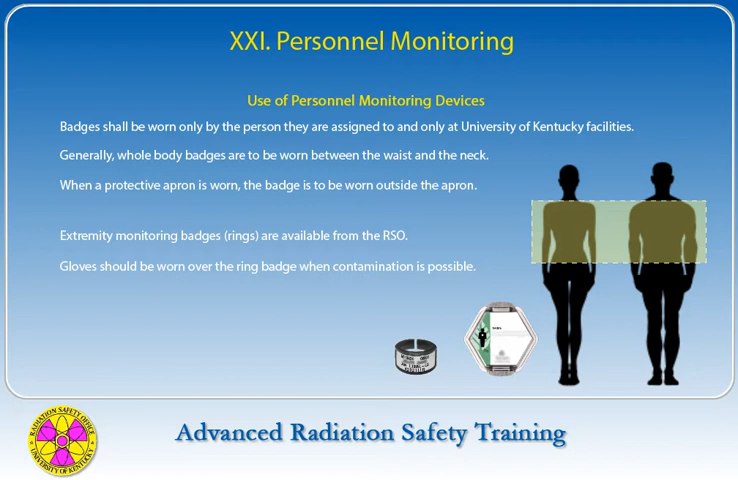 XXI. Personnel Monitoring
Use of Personnel Monitoring Devices
Badges shall be worn only by the person they are assigned to and only at University of Kentucky facilities.
Generally, whole body badges are to be worn between the waist and the neck.
When a protective apron is worn, the badge is to be worn outside the apron.
Extremity monitoring badges (rings) are available from the RSO.
Gloves should be worn over the ring badge when contamination is possible.
RADIATION SAFETY OFFICE
UNIVERSITY OF KENTUCKY
Advanced Radiation Safety Training